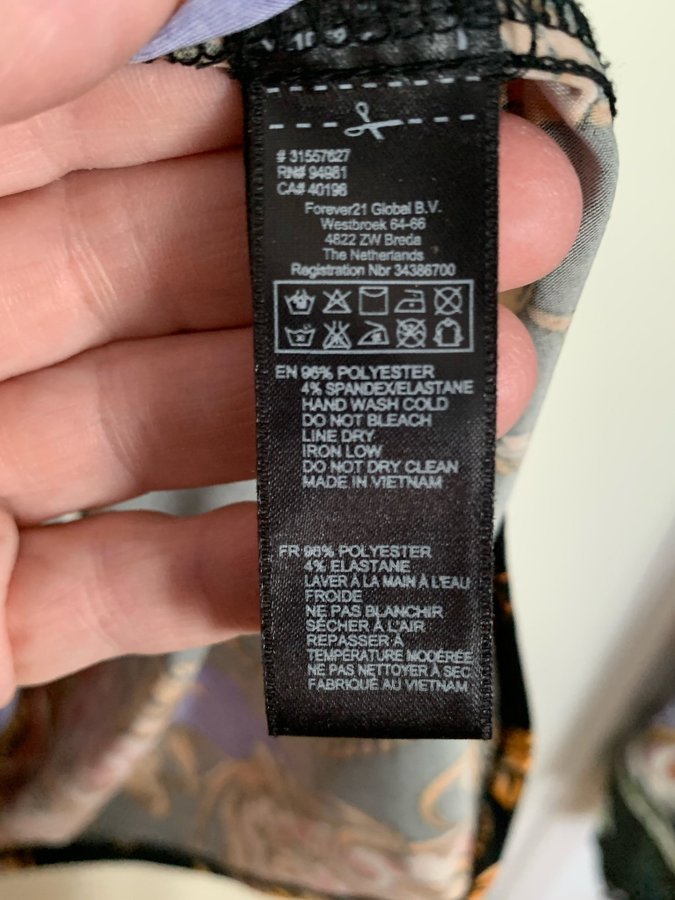 # 31557627
RN# 94981
CA# 40196
Forever21 Global B.V.
Westbroek 64-66
4822 ZW Breda
The Netherlands
Registration Nbr 34386700
EN 96% POLYESTER
4% SPANDEX/ELASTANE
HAND WASH COLD
DO NOT BLEACH
LINE DRY
IRON LOW
DO NOT DRY CLEAN
MADE IN VIETNAM
FR 96% POLYESTER
4% ELASTANE
LAVER À LA MAIN À L'EAU
FROIDE
NE PAS BLANCHIR
SÉCHER À L'AIR
REPASSER À
TEMPÉRATURE MODÉRÉE
NE PAS NETTOYER À SEC
FABRIQUÉ AU VIETNAM